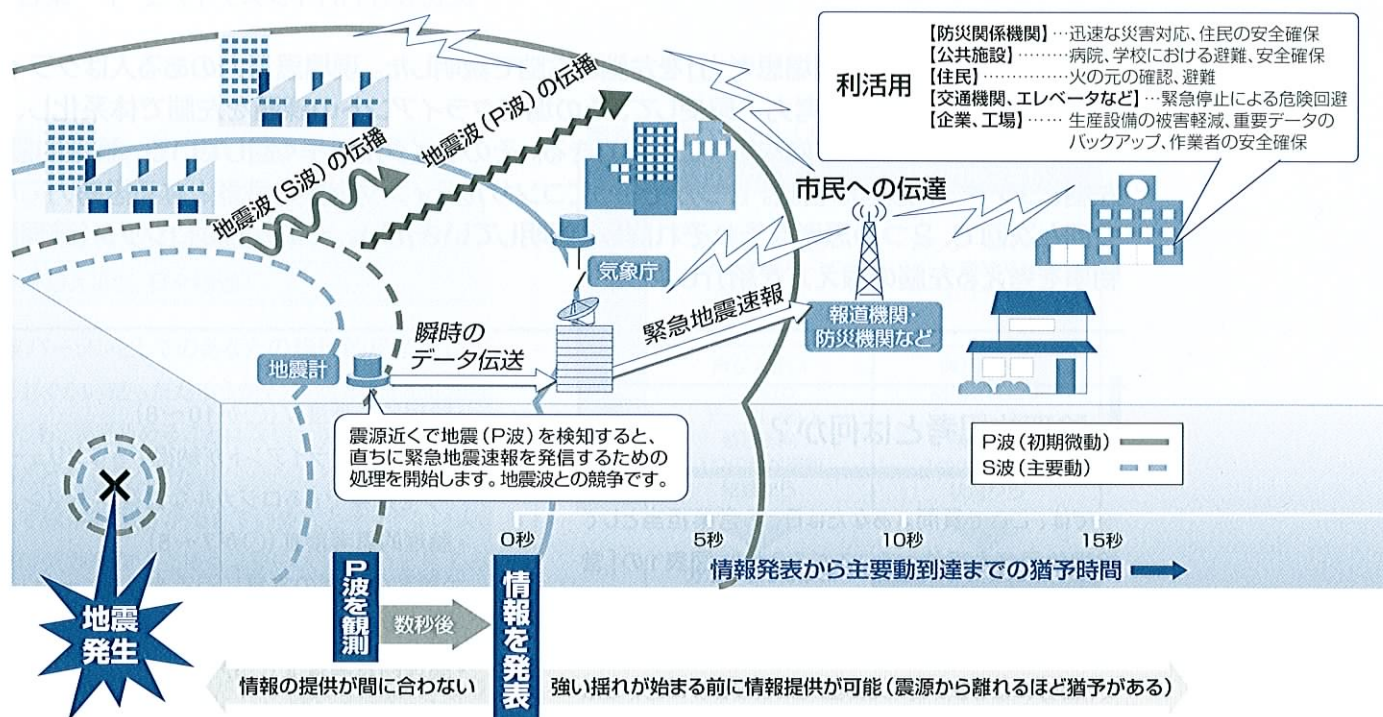 【防災関係機関】…迅速な災害対応、住民の安全確保
【公共施設】………病院、学校における避難、安全確保
【住民】……………火の元の確認、避難
【交通機関、エレベータなど】…緊急停止による危険回避
【企業、工場】……生産設備の被害軽減、重要データの
バックアップ、作業者の安全確保
利活用
地震波(P波)の伝播
地震波(S波)の伝播
市民への伝達
気象庁
緊急地震速報
報道機関・
防災機関など
瞬時の
データ伝送
地震計
震源近くで地震(P波)を検知すると、
直ちに緊急地震速報を発信するための
処理を開始します。地震波との競争です。
P波(初期微動)
S波(主要動)
0秒
5秒
10秒
15秒
情報発表から主要動到達までの猶予時間
地震
発生
P波を観測
数秒後
情報を発表
情報の提供が間に合わない
強い揺れが始まる前に情報提供が可能(震源から離れるほど猶予がある)